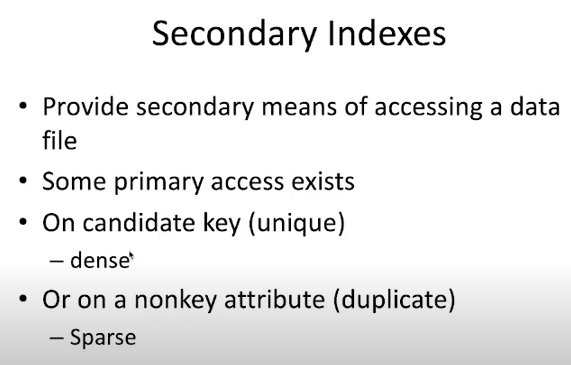 Secondary Indexes
• Provide secondary means of accessing a data
file
• Some primary access exists
• On candidate key (unique)
– dense
• Or on a nonkey attribute (duplicate)
– Sparse